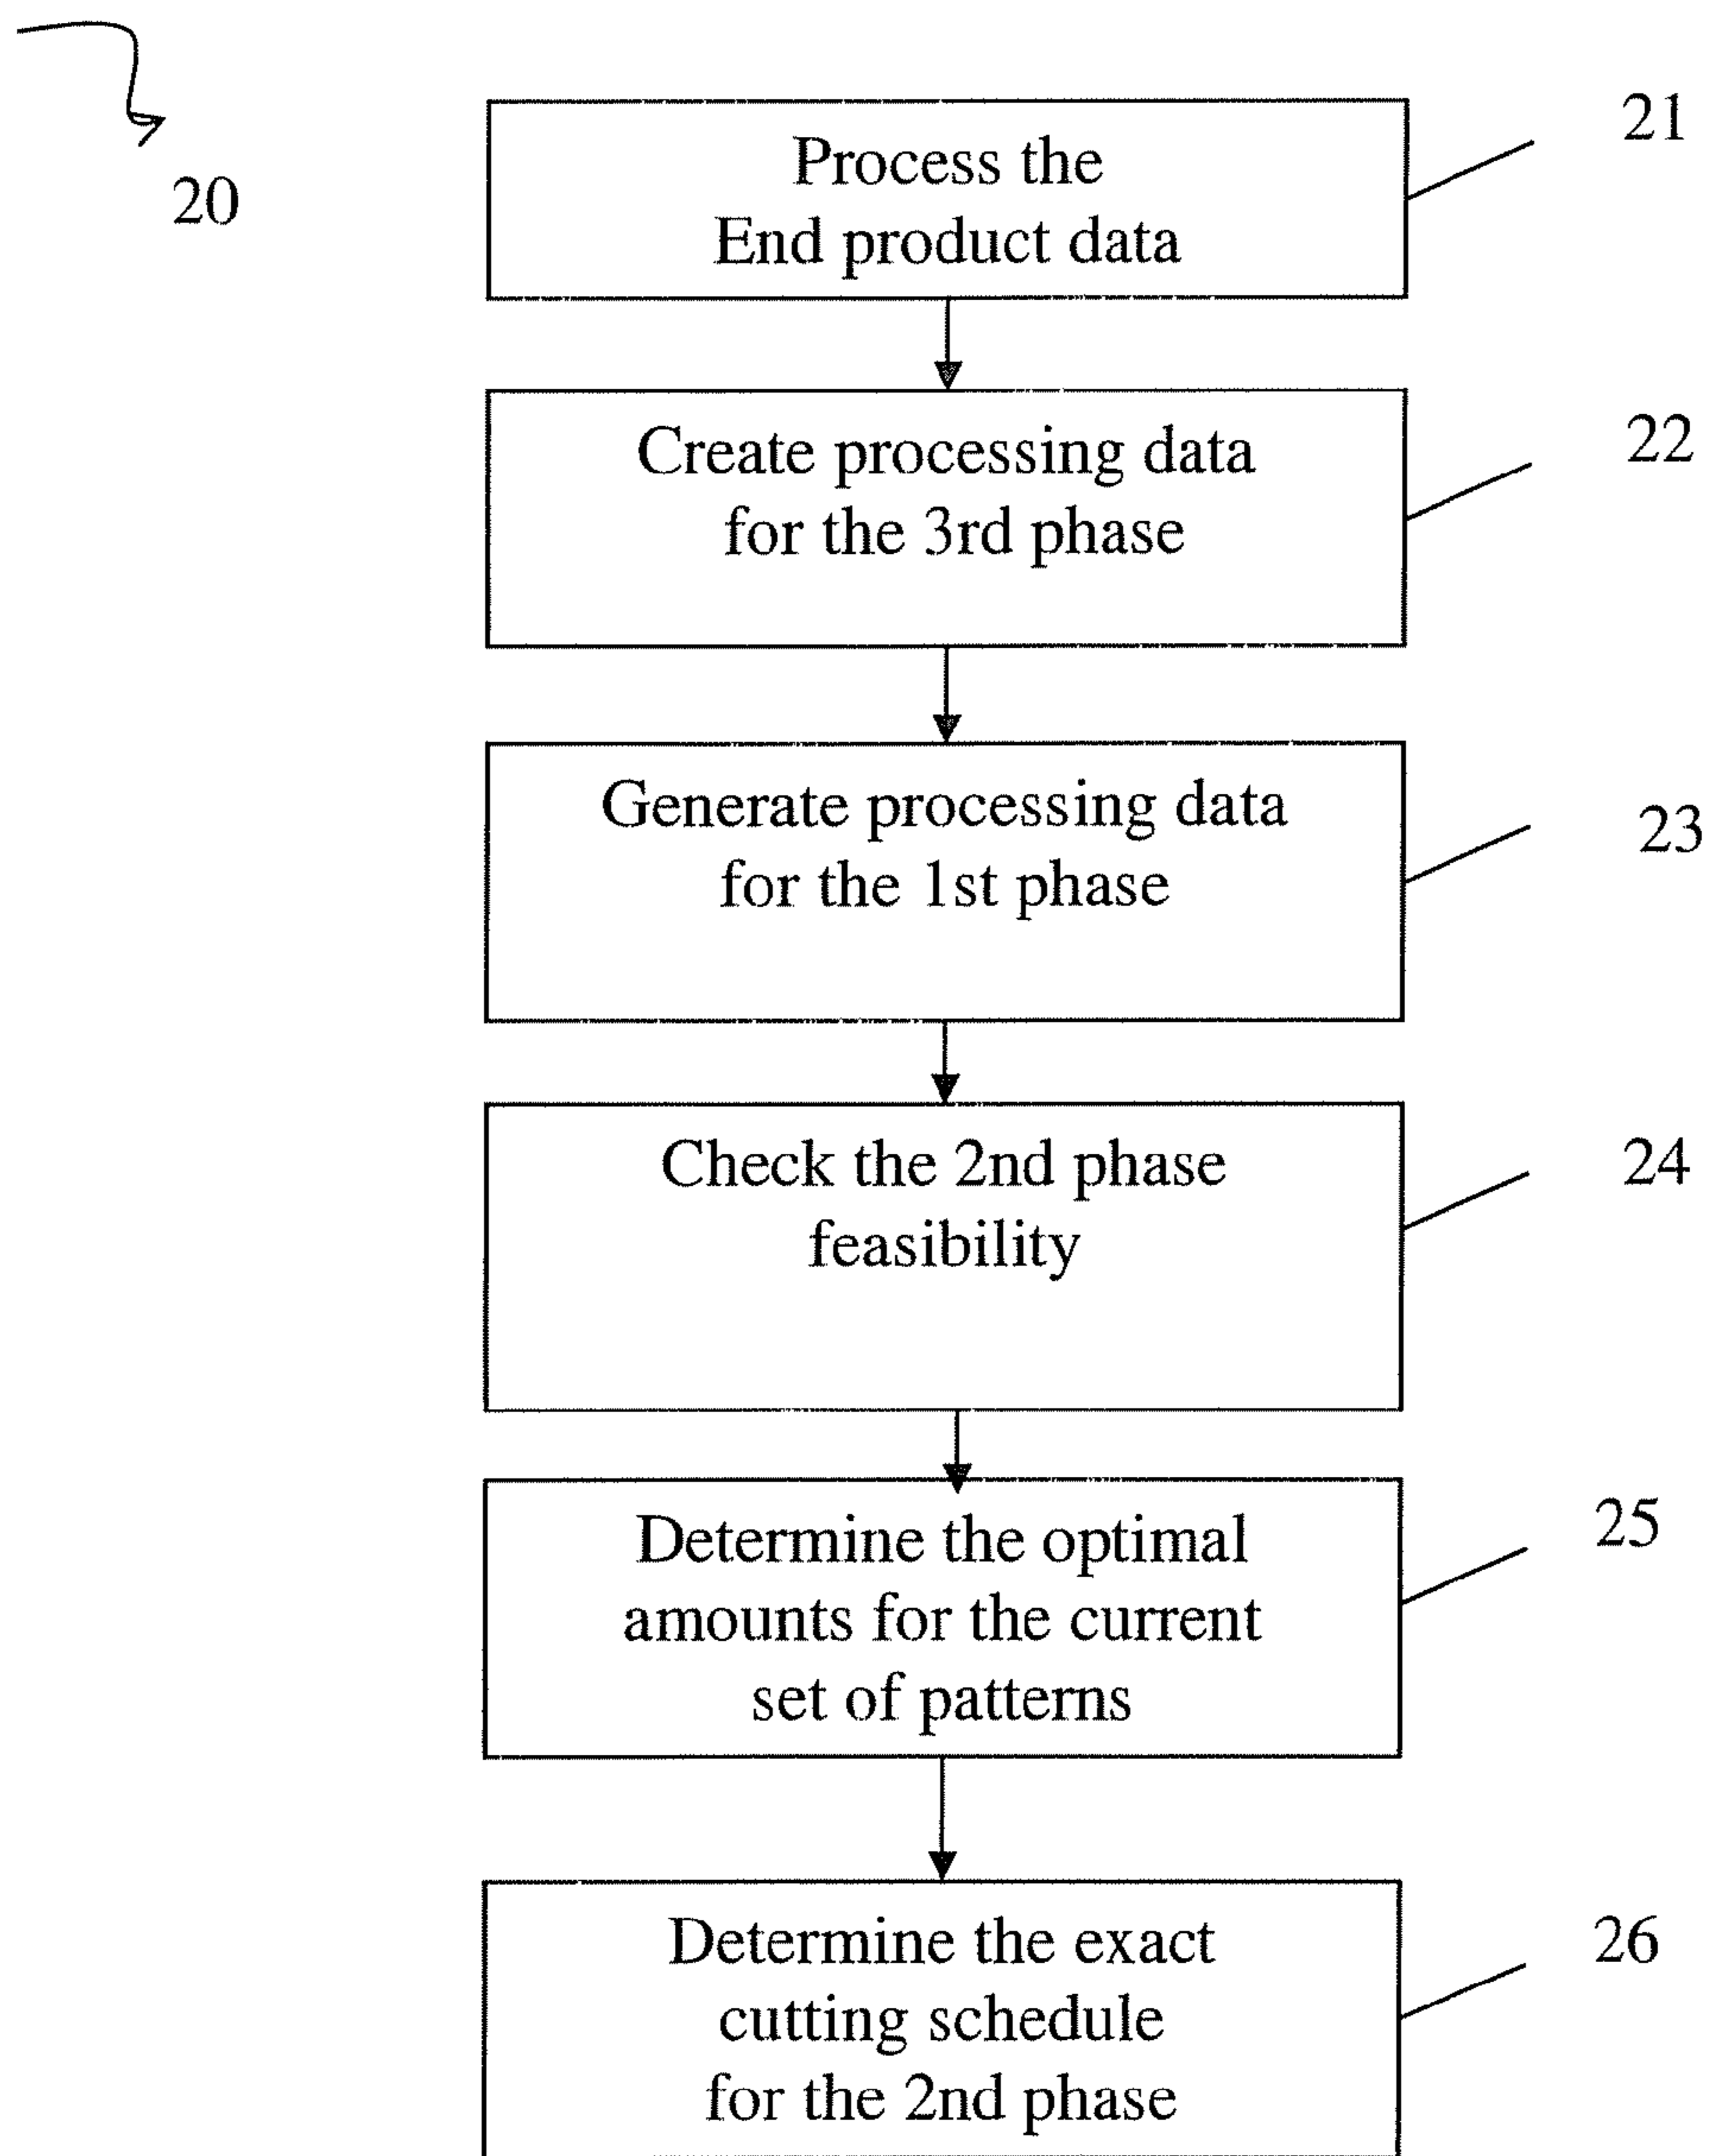 21
Process the
End product data
20
22
Create processing data
for the 3rd phase
23
Generate processing data
for the 1st phase
24
Check the 2nd phase
feasibility
25
Determine the optimal
amounts for the current
set of patterns
26
Determine the exact
cutting schedule
for the 2nd phase